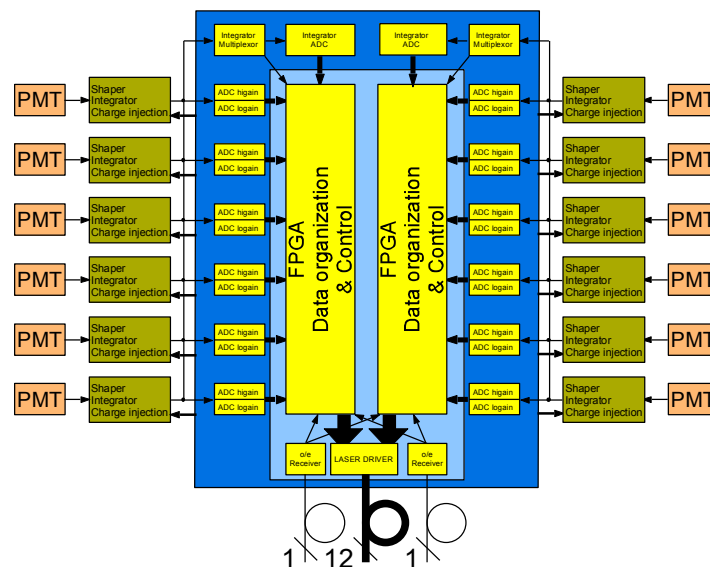 Integrator
Multiplexor
Integrator
ADC
Integrator
ADC
Integrator
Multiplexor
PMT
Shaper
Integrator
Charge injection
ADC higain
ADC logain
ADC higain
ADC logain
Shaper
Integrator
Charge injection
PMT
PMT
Shaper
Integrator
Charge injection
ADC higain
ADC logain
ADC higain
ADC logain
Shaper
Integrator
Charge injection
PMT
PMT
Shaper
Integrator
Charge injection
ADC higain
ADC logain
ADC higain
ADC logain
Shaper
Integrator
Charge injection
PMT
PMT
Shaper
Integrator
Charge injection
ADC higain
ADC logain
ADC higain
ADC logain
Shaper
Integrator
Charge injection
PMT
PMT
Shaper
Integrator
Charge injection
ADC higain
ADC logain
ADC higain
ADC logain
Shaper
Integrator
Charge injection
PMT
PMT
Shaper
Integrator
Charge injection
ADC higain
ADC logain
ADC higain
ADC logain
Shaper
Integrator
Charge injection
PMT
FPGA
Data organization
& Control
FPGA
Data organization
& Control
o/e
Receiver
LASER DRIVER
o/e
Receiver
1
12
1